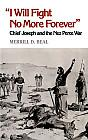 "I Will Fight
No More Forever"
Chief Joseph and the Nez Perce War
MERRILL D. BEAL